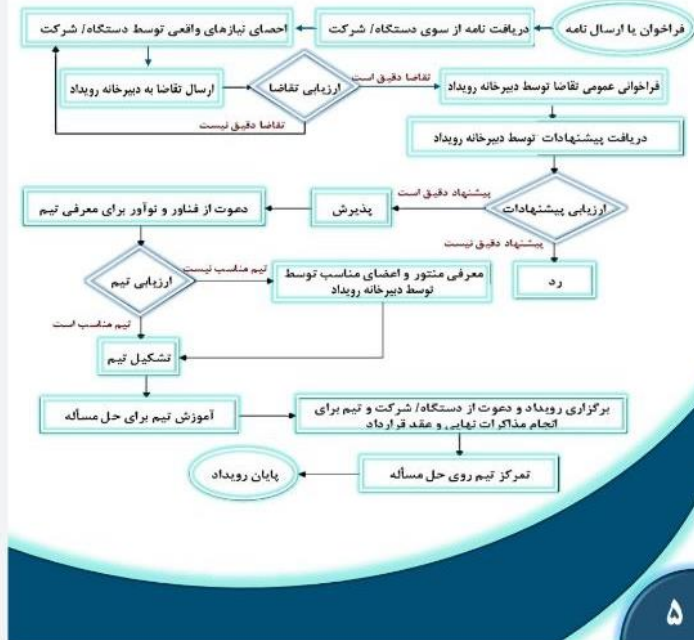 فراخوان یا ارسال نامه
دریافت نامه از سوی دستگاه/ شرکت
احصای نیازهای واقعی توسط دستگاه/ شرکت
ارسال تقاضا به دبیرخانه رویداد
ارزیابی تقاضا
تقاضا دقیق است
تقاضا دقیق نیست
فراخوانی عمومی تقاضا توسط دبیرخانه رویداد
دریافت پیشنهادات توسط دبیرخانه رویداد
ارزیابی پیشنهادات
پیشنهاد دقیق است
پیشنهاد دقیق نیست
رد
پذیرش
دعوت از فناور و نوآور برای معرفی تیم
ارزیابی تیم
تیم مناسب نیست
معرفی منتور و اعضای مناسب توسط
توسط دبیرخانه رویداد
تیم مناسب است
تشکیل تیم
آموزش تیم برای حل مسأله
برگزاری رویداد و دعوت از دستگاه/ شرکت و تیم برای
انجام مذاکرات نهایی و عقد قرارداد
تمرکز تیم روی حل مسأله
پایان رویداد
۵